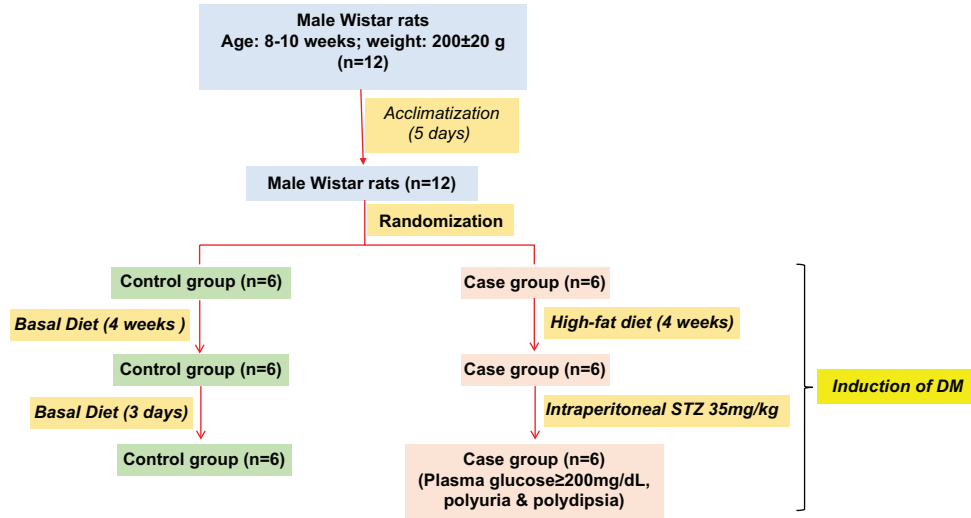 Male Wistar rats
Age: 8-10 weeks; weight: 200±20 g
(n=12)
Acclimatization
(5 days)
Male Wistar rats (n=12)
Randomization
Control group (n=6)
Case group (n=6)
Basal Diet (4 weeks )
High-fat diet (4 weeks)
Control group (n=6)
Case group (n=6)
Induction of DM
Basal Diet (3 days)
Intraperitoneal STZ 35mg/kg
Control group (n=6)
Case group (n=6)
(Plasma glucose≥200mg/dL,
polyuria & polydipsia)